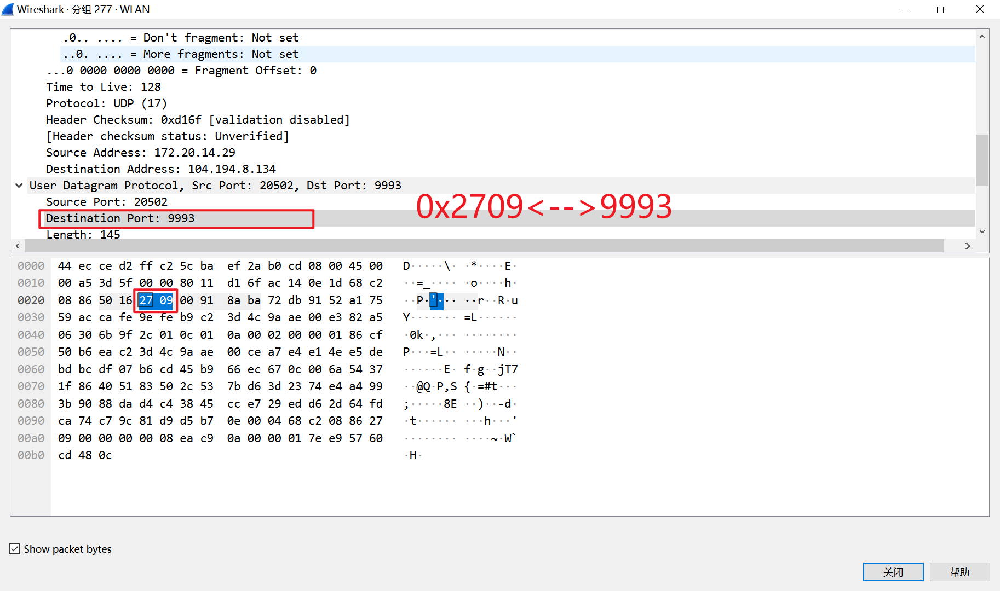 Wireshark · 分组 277 · WLAN
.0.. .... = Don't fragment: Not set
..0. .... = More fragments: Not set
...0 0000 0000 0000 = Fragment Offset: 0
Time to Live: 128
Protocol: UDP (17)
Header Checksum: 0xd16f [validation disabled]
[Header checksum status: Unverified]
Source Address: 172.20.14.29
Destination Address: 104.194.8.134
User Datagram Protocol, Src Port: 20502, Dst Port: 9993
Source Port: 20502
0x2709<-->9993
Destination Port: 9993
Length: 145
0000 44 ec ce d2 ff c2 5c ba ef 2a b0 cd 08 00 45 00 D·····\· ·*····E·
0010 00 a5 3d 5f 00 00 80 11 d1 6f ac 14 0e 1d 68 c2 ··=_···· ·o····h·
0020 08 86 50 16 27 09 00 91 8a ba 72 db 91 52 a1 75 ··P·'··· ··r··R·u
0030 59 ac ca fe 9e fe b9 c2 3d 4c 9a ae 00 e3 82 a5 Y······· =L······
0040 06 30 6b 9f 2c 01 0c 01 0a 00 02 00 00 01 86 cf ·0k·,··· ········
0050 50 b6 ea c2 3d 4c 9a ae 00 ce a7 e4 e1 4e e5 de P···=L·· ·····N··
0060 bd bc df 07 b6 cd 45 b9 66 ec 67 0c 00 6a 54 37 ······E· f·g··jT7
0070 1f 86 40 51 83 50 2c 53 7b d6 3d 23 74 e4 a4 99 ··@Q·P,S {·=#t···
0080 3b 90 88 da d4 c4 38 45 cc e7 29 ed d6 2d 64 fd ;·····8E ··)··-d·
0090 ca 74 c7 9c 81 d9 d5 b7 0e 00 04 68 c2 08 86 27 ·t······ ···h···'
00a0 09 00 00 00 00 08 ea c9 0a 00 00 01 7e e9 57 60 ········ ····~·W`
00b0 cd 48 0c ·H·
Show packet bytes
关闭 帮助